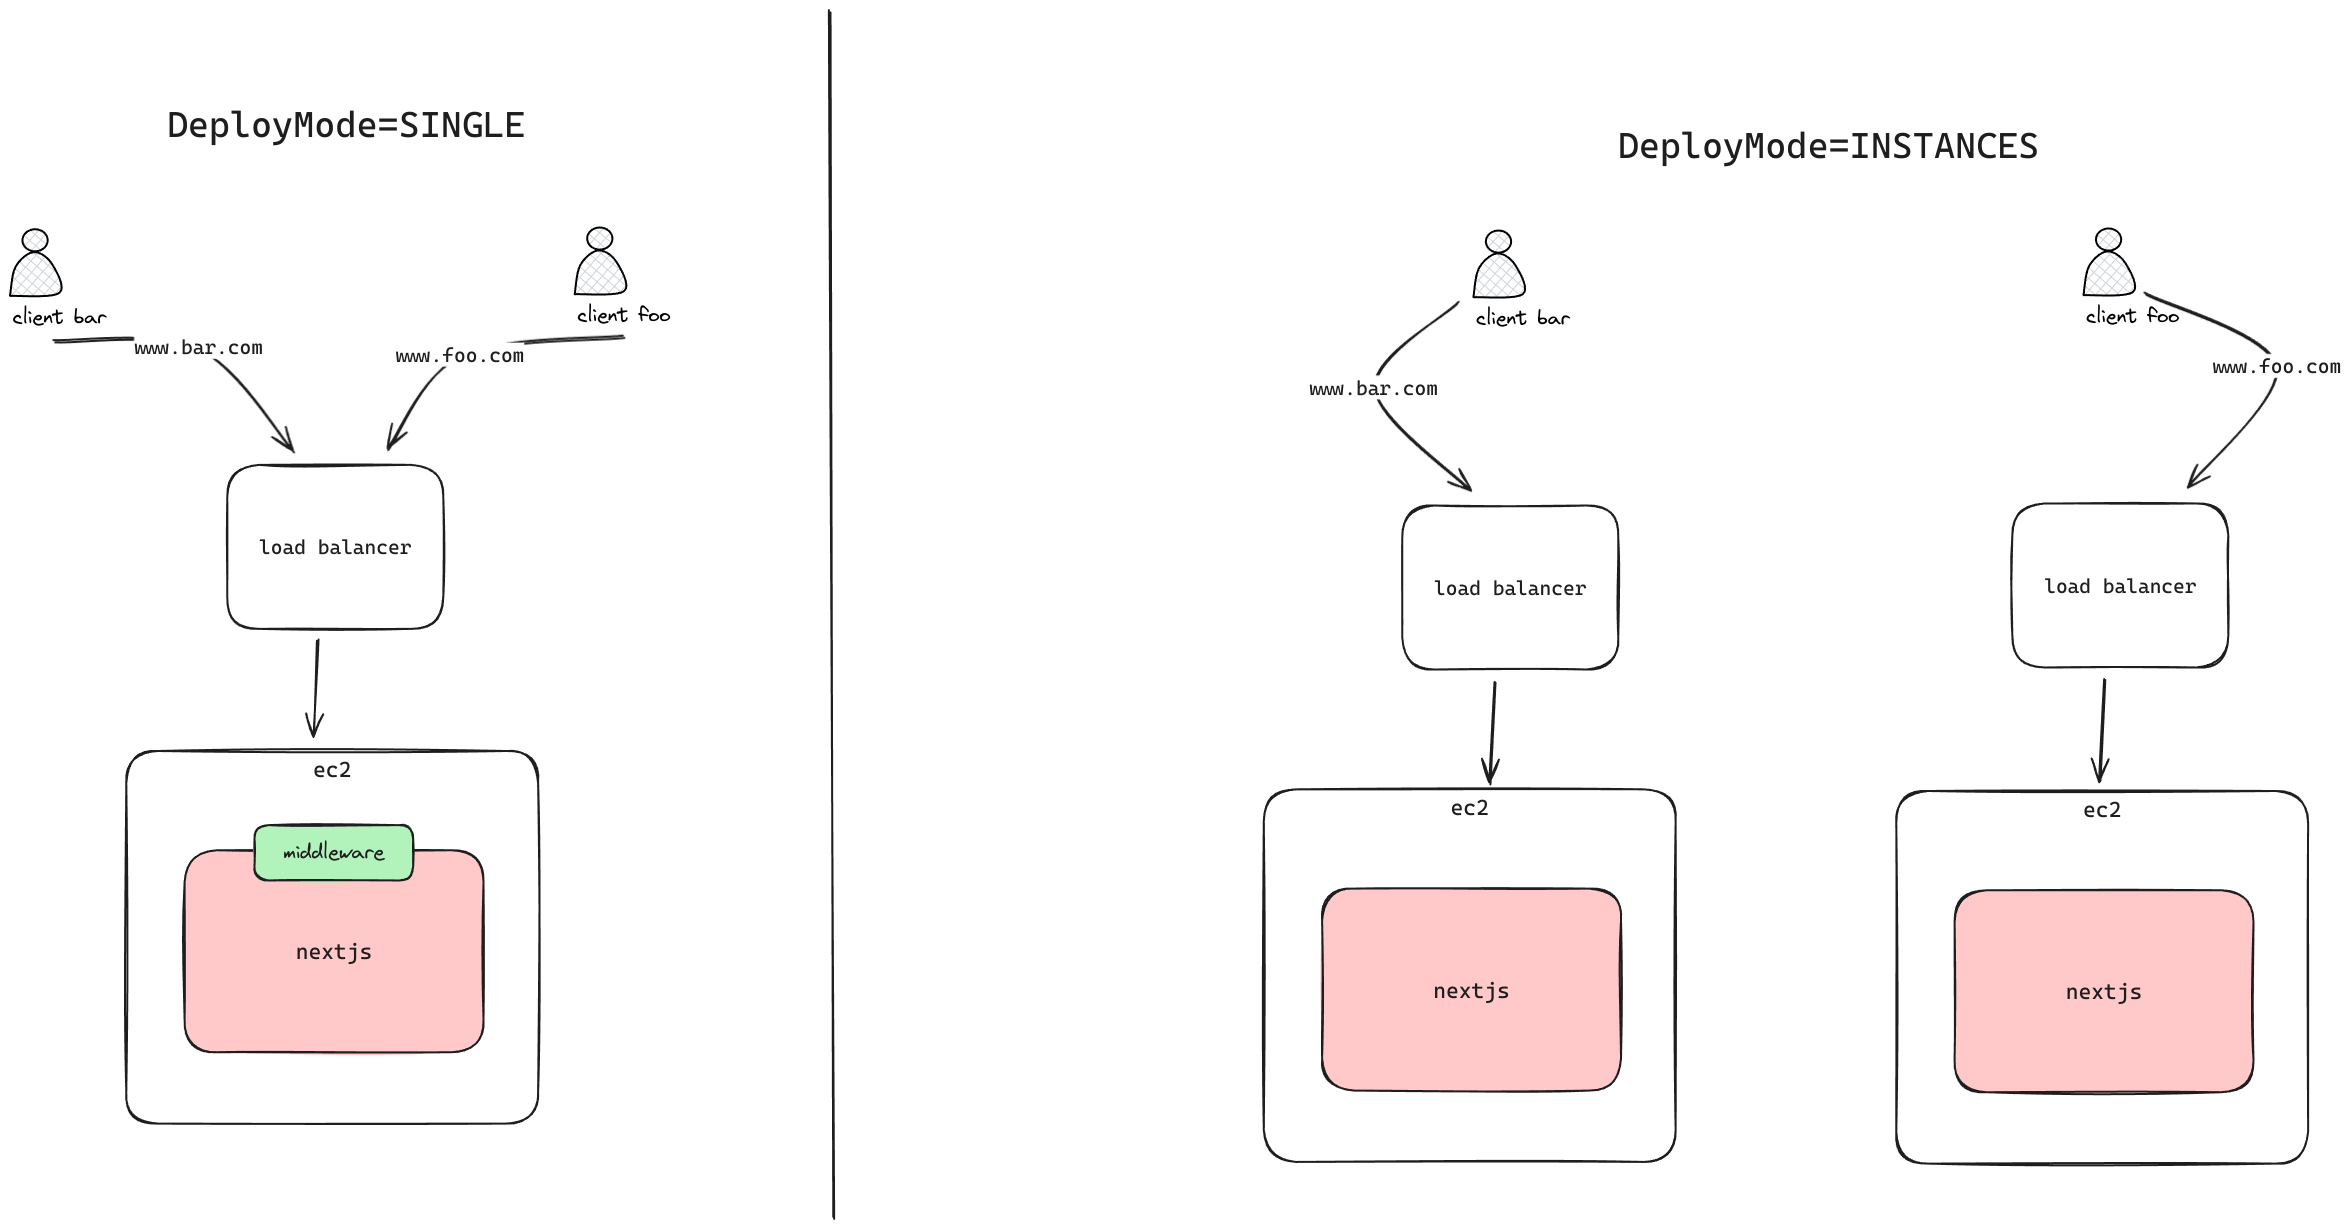 DeployMode=SINGLE
client bar
client foo
www.bar.com
www.foo.com
load balancer
ec2
middleware
nextjs
DeployMode=INSTANCES
client bar
client foo
www.bar.com
www.foo.com
load balancer
load balancer
ec2
ec2
nextjs
nextjs